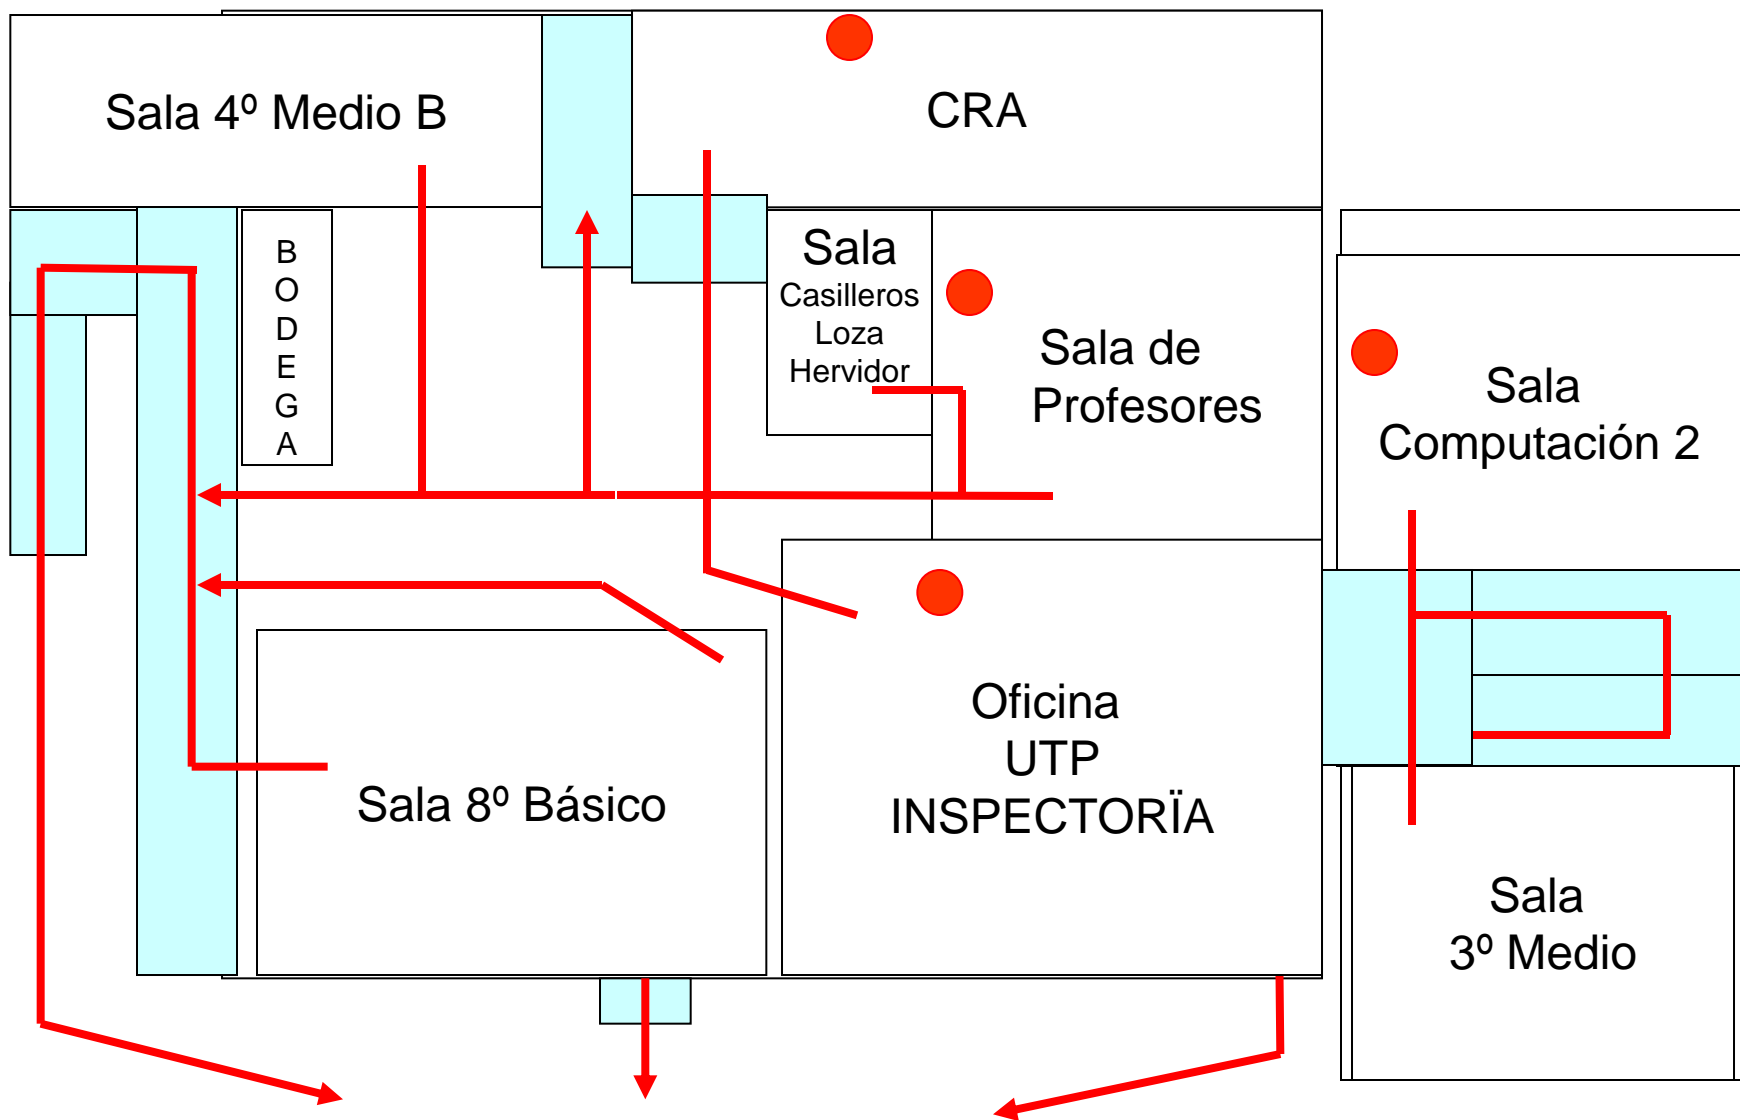 Sala 4º Medio B
CRA
B
O
D
E
G
A
Sala
Casilleros
Loza
Hervidor
Sala de
Profesores
Sala
Computación 2
Sala 8º Básico
Oficina
UTP
INSPECTORÏA
Sala
3º Medio